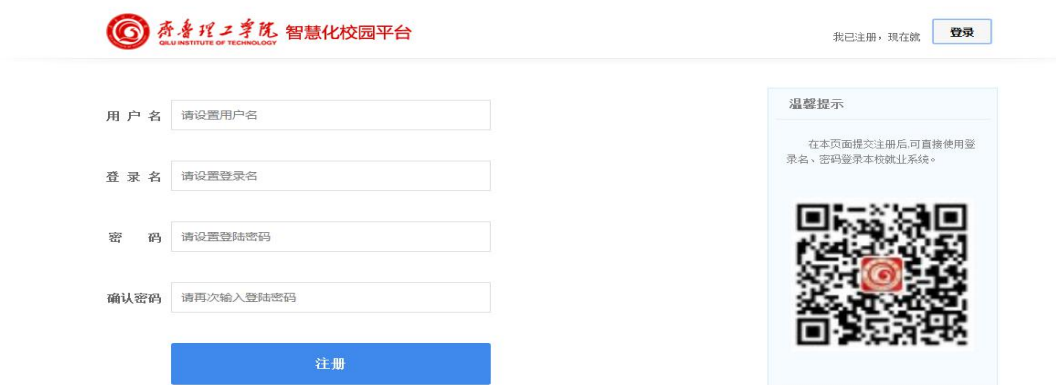 齐鲁理工学院 智慧化校园平台
QILU INSTITUTE OF TECHNOLOGY
我已注册，现在就 登录
用户名 请设置用户名
登录名 请设置登录名
密码 请设置登陆密码
确认密码 请再次输入登陆密码
注册
温馨提示
在本页面提交注册后,可直接使用登
录名、密码登录本校就业系统。